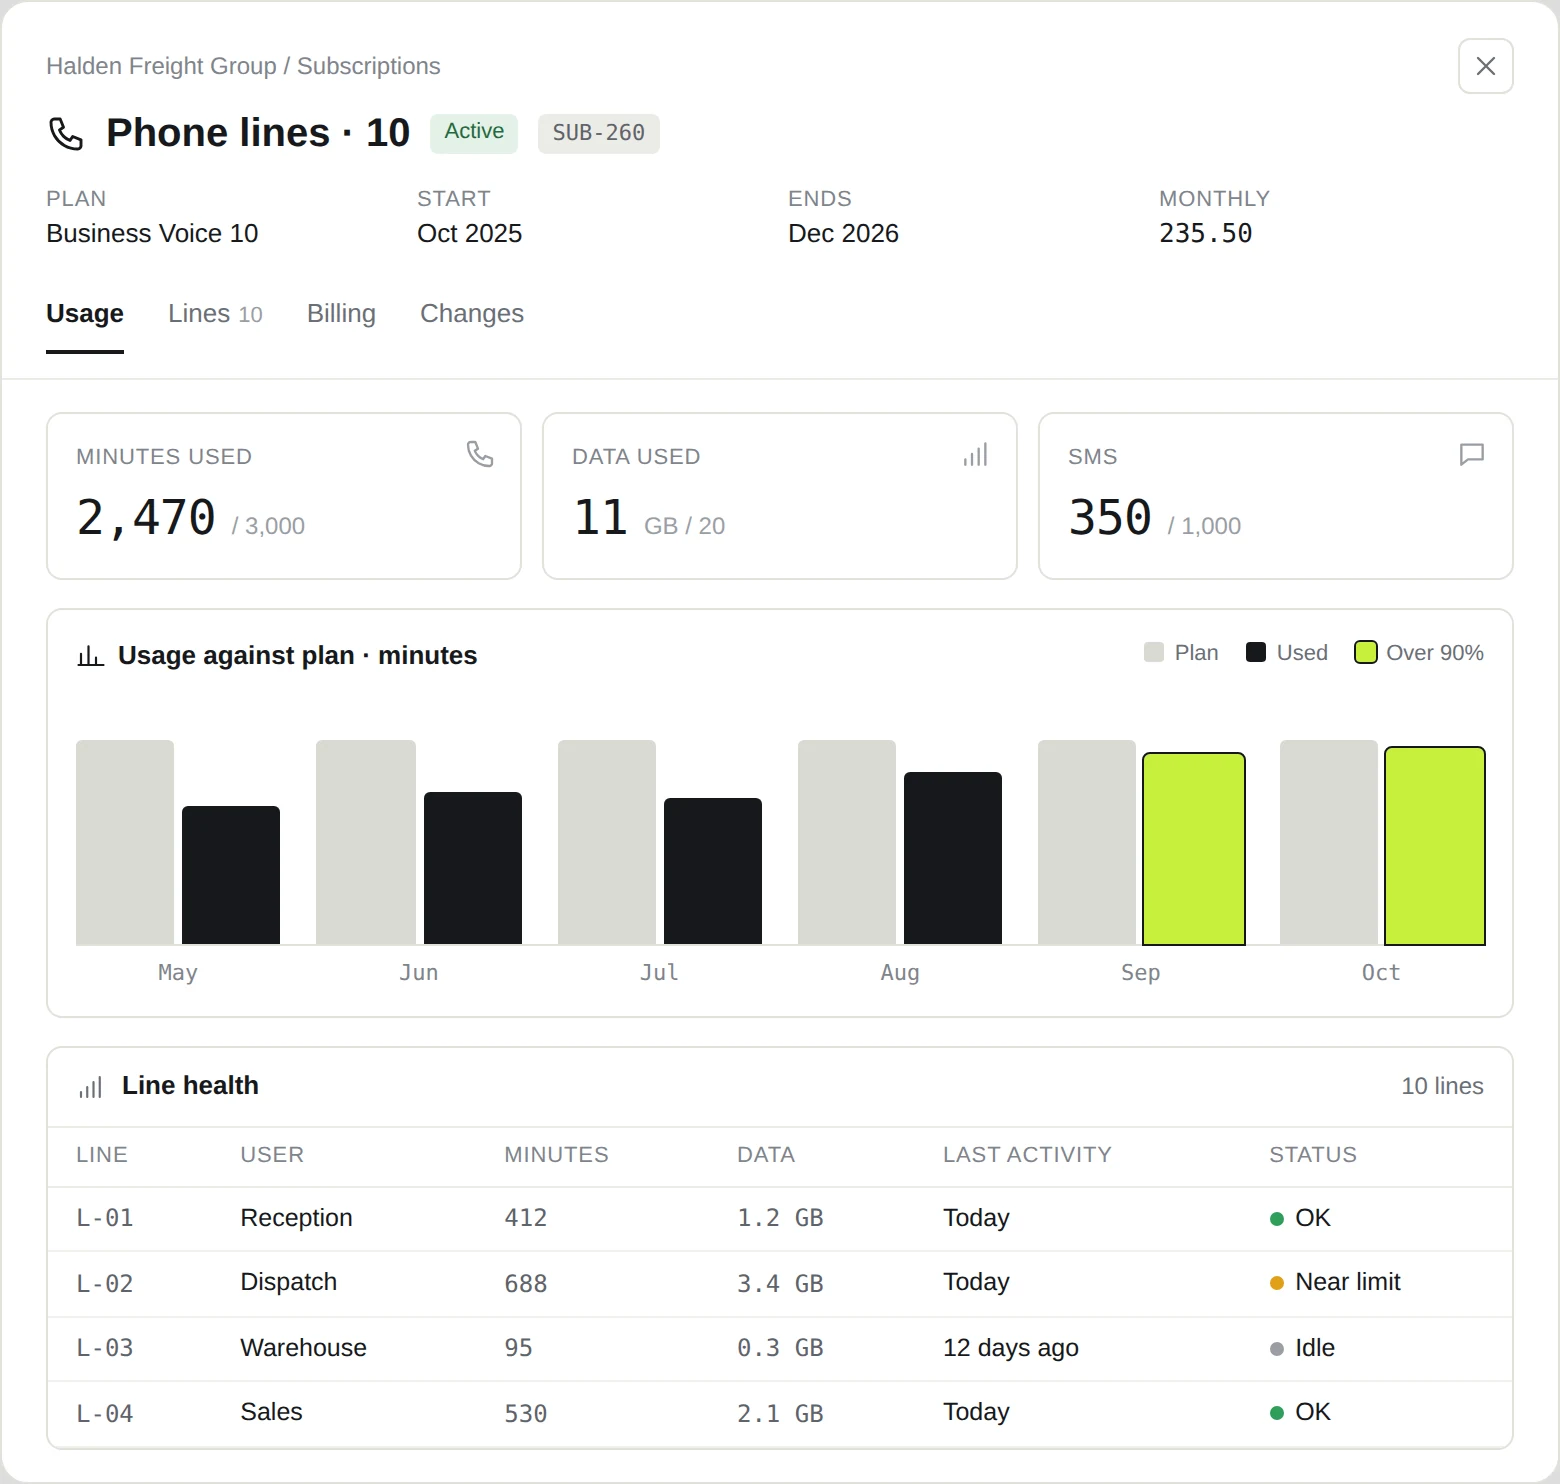 Halden Freight Group / Subscriptions
Phone lines · 10 Active SUB-260
PLAN START ENDS MONTHLY
Business Voice 10 Oct 2025 Dec 2026 235.50
Usage Lines 10 Billing Changes
MINUTES USED DATA USED SMS
2,470 / 3,000 11 GB / 20 350 / 1,000
Usage against plan · minutes Plan Used Over 90%
May Jun Jul Aug Sep Oct
Line health 10 lines
LINE USER MINUTES DATA LAST ACTIVITY STATUS
L-01 Reception 412 1.2 GB Today OK
L-02 Dispatch 688 3.4 GB Today Near limit
L-03 Warehouse 95 0.3 GB 12 days ago Idle
L-04 Sales 530 2.1 GB Today OK